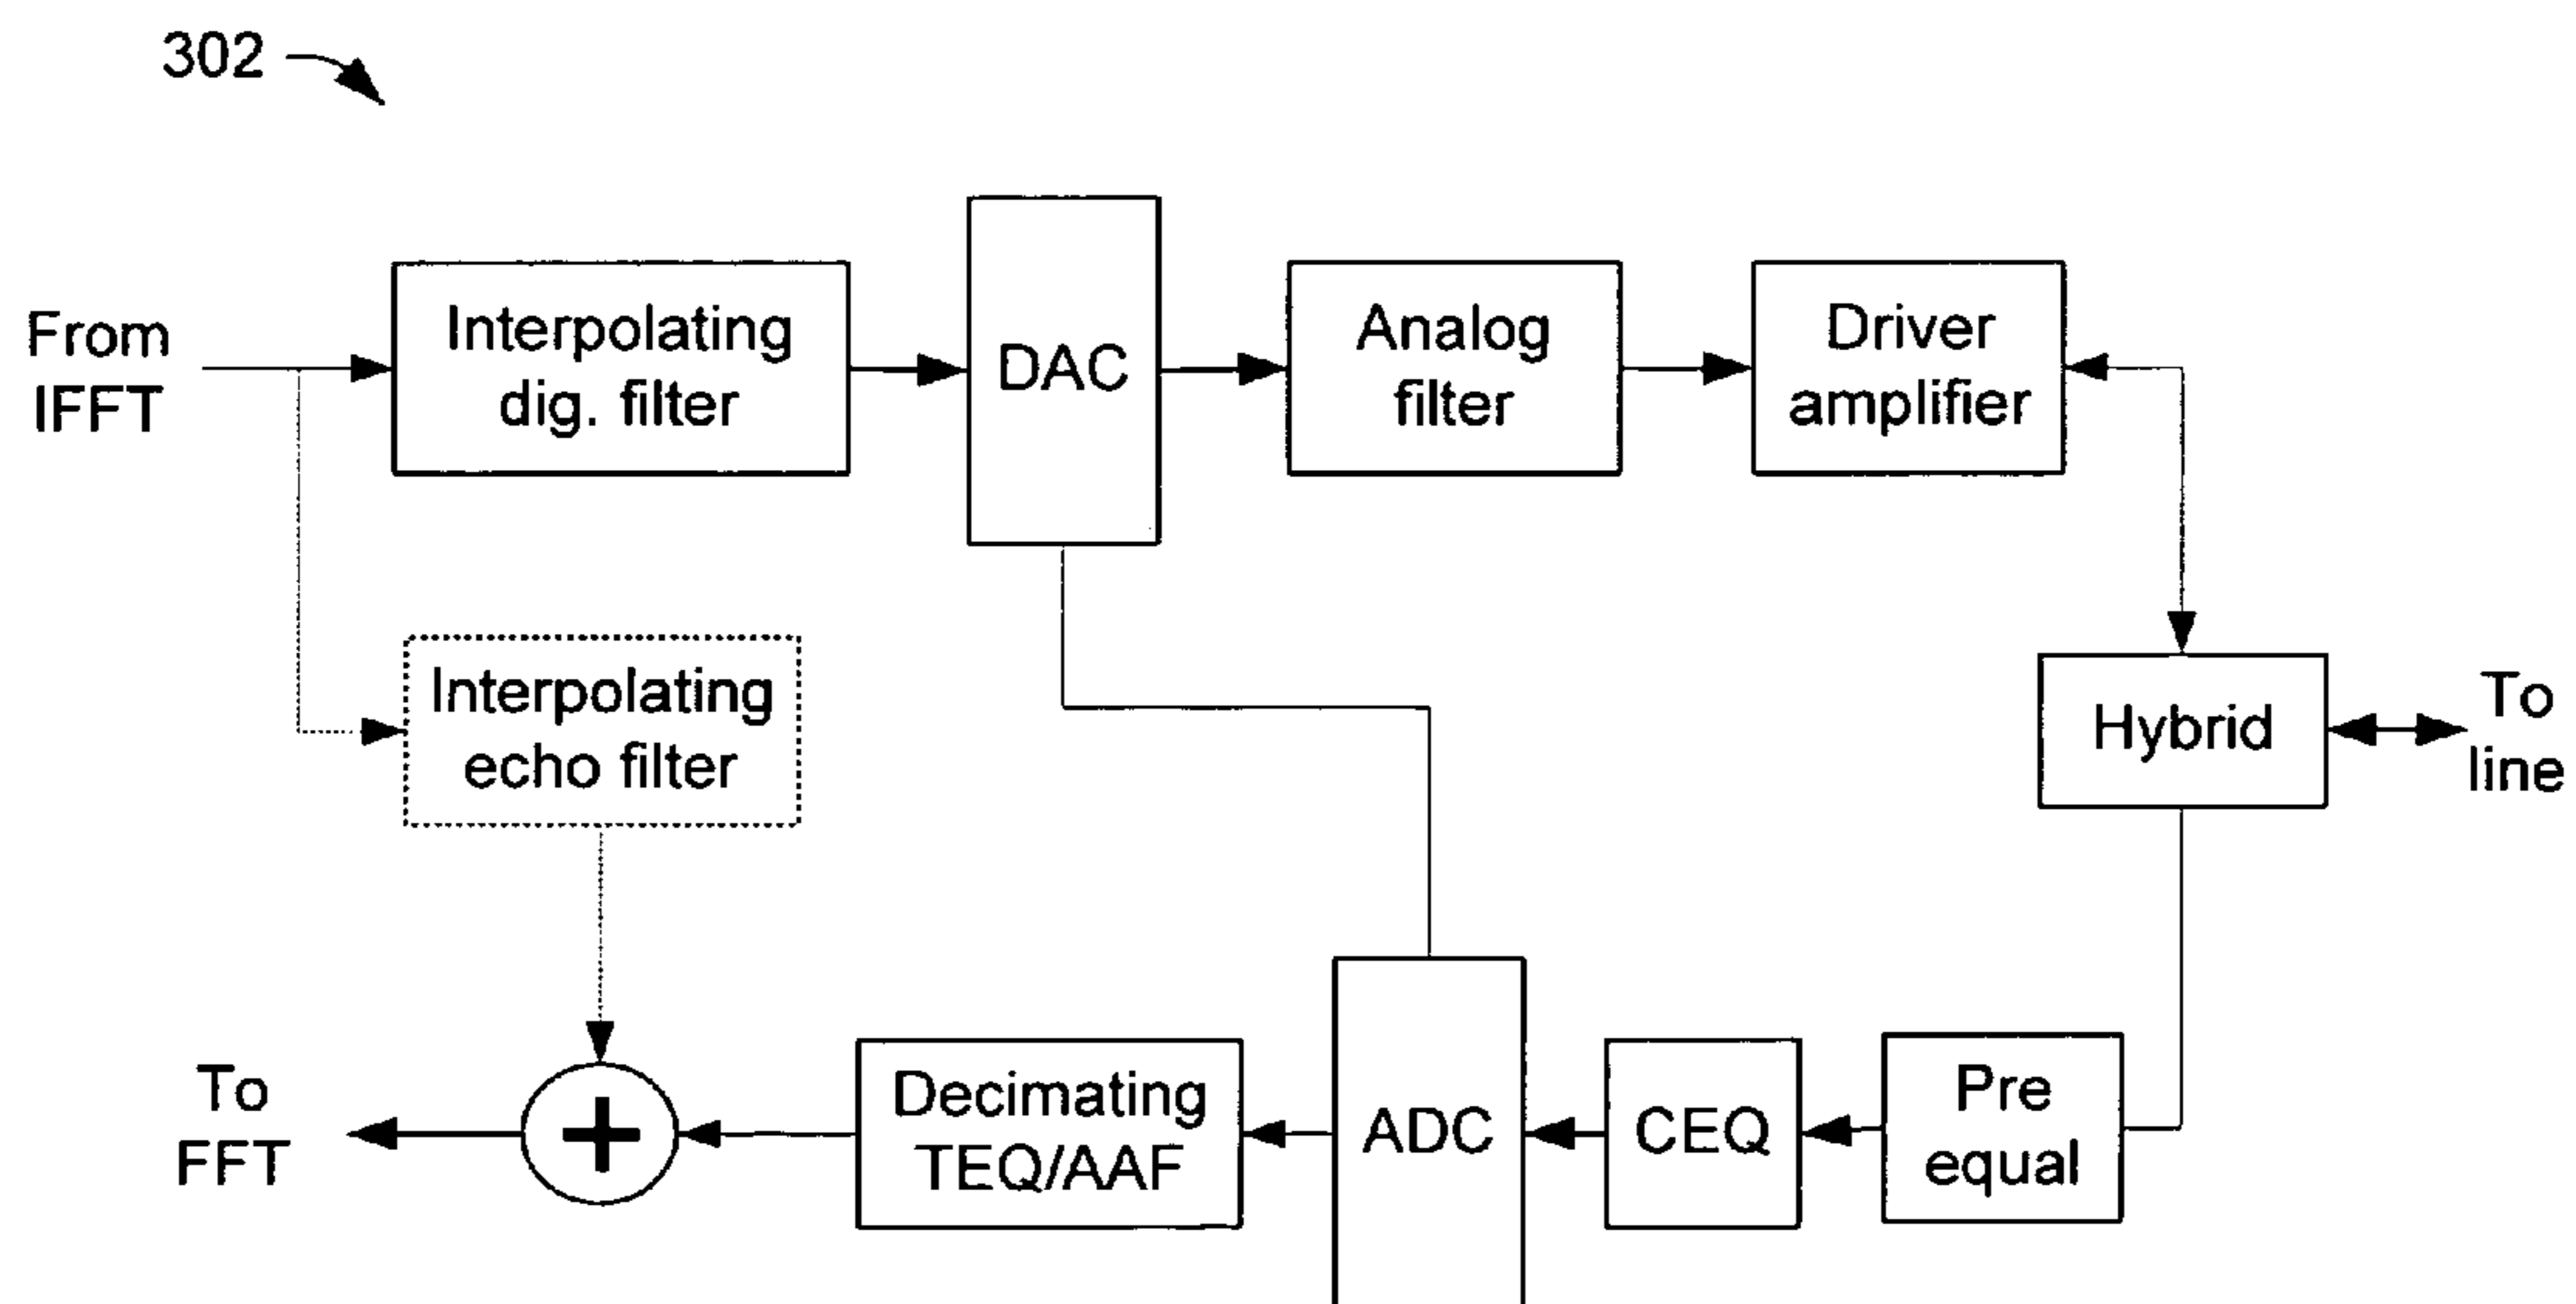 302
From
IFFT
Interpolating
dig. filter
DAC
Analog
filter
Driver
amplifier
Interpolating
echo filter
Hybrid
To
line
To
FFT
+
Decimating
TEQ/AAF
ADC
CEQ
Pre
equal